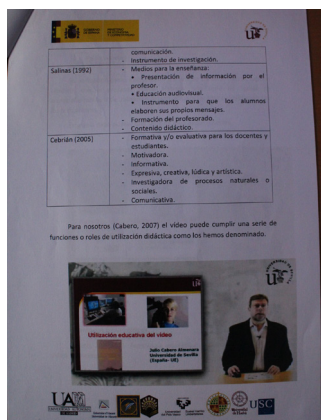 comunicación.
- Instrumento de investigación.
Salinas (1992)
- Medios para la enseñanza:
• Presentación de información por el
profesor.
• Educación audiovisual.
• Instrumento para que los alumnos
elaboren sus propios mensajes.
- Formación del profesorado.
- Contenido didáctico.
Cebrián (2005)
- Formativa y/o evaluativa para los docentes y
estudiantes.
- Motivadora.
- Informativa.
- Expresiva, creativa, lúdica y artística.
- Investigadora de procesos naturales o
sociales.
- Comunicativa.
Para nosotros (Cabero, 2007) el vídeo puede cumplir una serie de
funciones o roles de utilización didáctica como los hemos denominado.
Utilización educativa del vídeo
Julio Cabero Almenara
Universidad de Sevilla
(España- UE)
USC